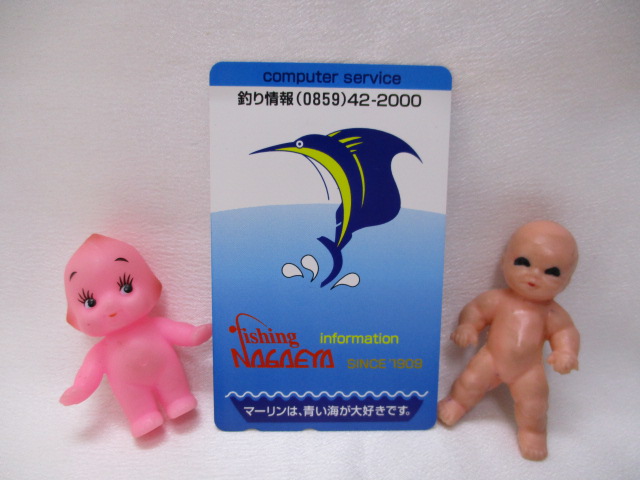 computer service
釣り情報(0859)42-2000
fishing
information
NAGAEYA
SINCE '1909
マーリンは、青い海が大好きです。